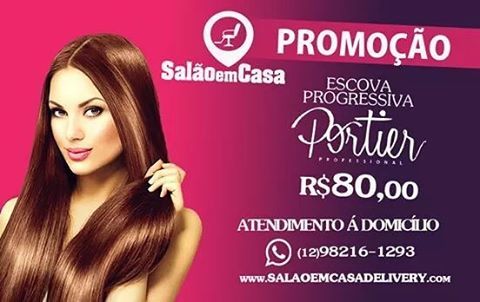 SalãoemCasa
PROMOÇÃO
ESCOVA
PROGRESSIVA
Portier
PROFESSIONAL
R$80,00
ATENDIMENTO Á DOMICÍLIO
(12)98216-1293
www.SALAOEMCASADELIVERY.COM